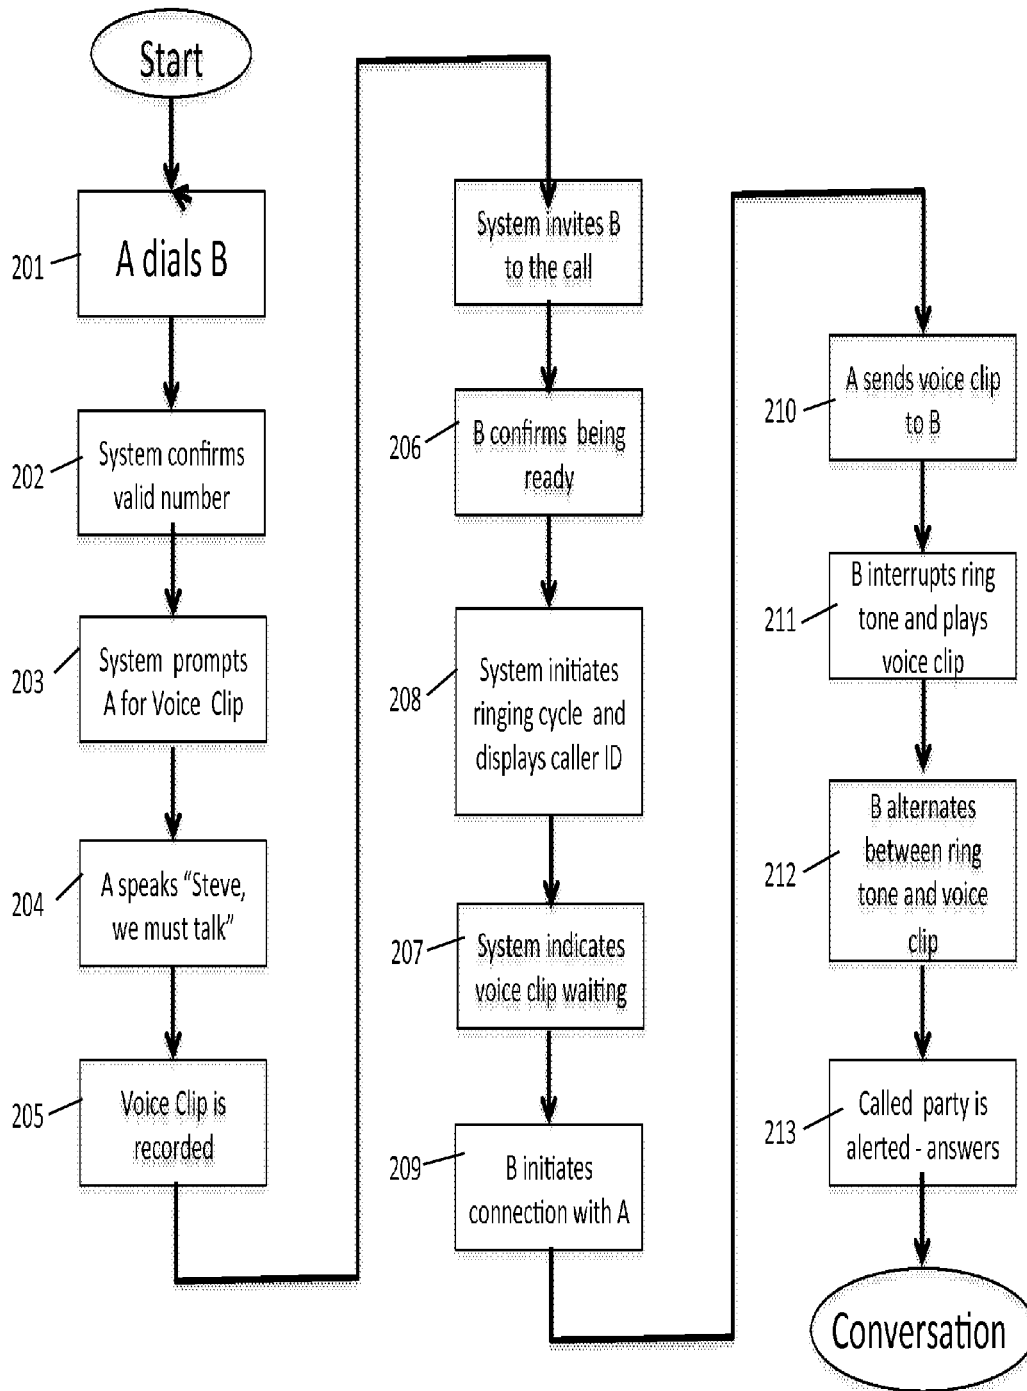 Start
201
A dials B
202
System confirms
valid number
203
System prompts
A for Voice Clip
204
A speaks “Steve,
we must talk”
205
Voice Clip is
recorded
System invites B
to the call
206
B confirms being
ready
208
System initiates
ringing cycle and
displays caller ID
207
System indicates
voice clip waiting
209
B initiates
connection with A
210
A sends voice clip
to B
211
B interrupts ring
tone and plays
voice clip
212
B alternates
between ring
tone and voice
clip
213
Called party is
alerted - answers
Conversation